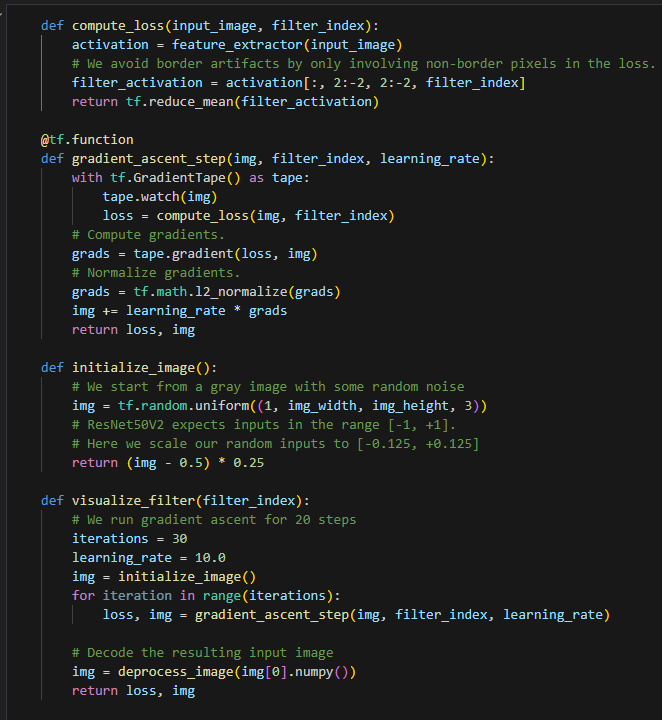 def compute_loss(input_image, filter_index):
    activation = feature_extractor(input_image)
    # We avoid border artifacts by only involving non-border pixels in the loss.
    filter_activation = activation[:, 2:-2, 2:-2, filter_index]
    return tf.reduce_mean(filter_activation)

@tf.function
def gradient_ascent_step(img, filter_index, learning_rate):
    with tf.GradientTape() as tape:
        tape.watch(img)
        loss = compute_loss(img, filter_index)
    # Compute gradients.
    grads = tape.gradient(loss, img)
    # Normalize gradients.
    grads = tf.math.l2_normalize(grads)
    img += learning_rate * grads
    return loss, img

def initialize_image():
    # We start from a gray image with some random noise
    img = tf.random.uniform((1, img_width, img_height, 3))
    # ResNet50V2 expects inputs in the range [-1, +1].
    # Here we scale our random inputs to [-0.125, +0.125]
    return (img - 0.5) * 0.25

def visualize_filter(filter_index):
    # We run gradient ascent for 20 steps
    iterations = 30
    learning_rate = 10.0
    img = initialize_image()
    for iteration in range(iterations):
        loss, img = gradient_ascent_step(img, filter_index, learning_rate)

    # Decode the resulting input image
    img = deprocess_image(img[0].numpy())
    return loss, img